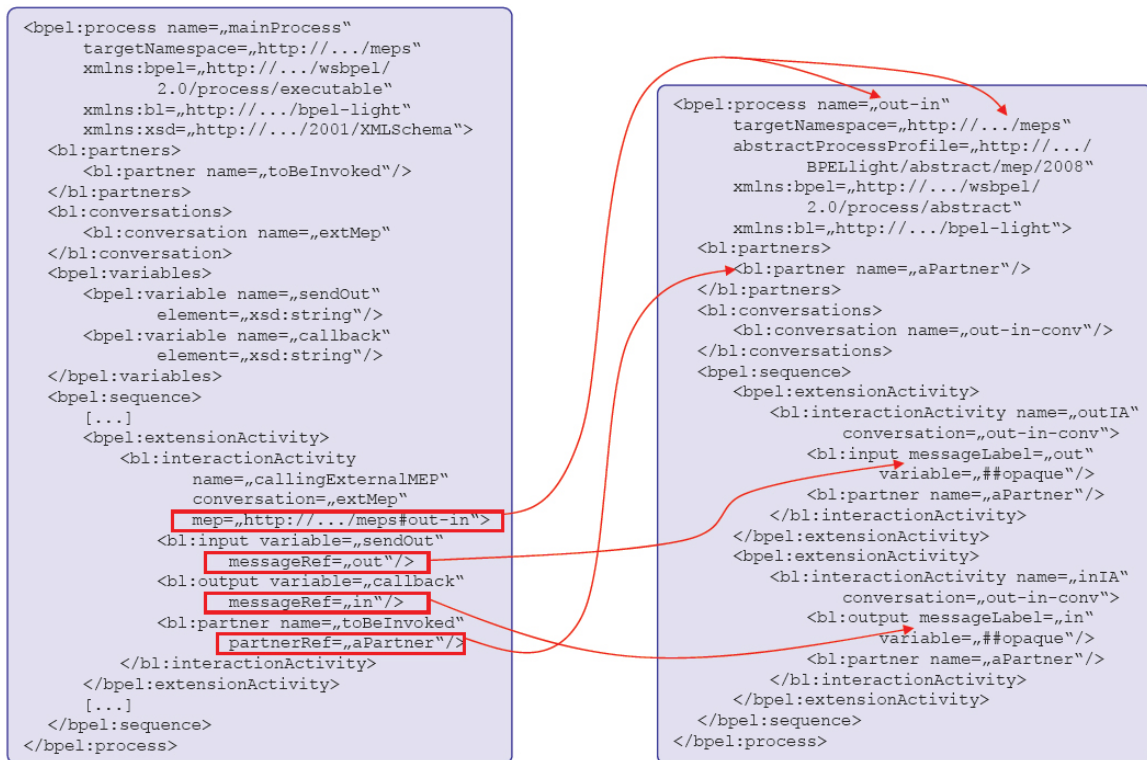 <bpel:process name=„mainProcess“
targetNamespace=„http://.../meps“
xmlns:bpel=„http://.../wsbpel/
2.0/process/executable“
xmlns:bl=„http://.../bpel-light“
xmlns:xsd=„http://.../2001/XMLSchema“>
<bl:partners>
<bl:partner name=„toBeInvoked“/>
</bl:partners>
<bl:conversations>
<bl:conversation name=„extMep“
</bl:conversation>
<bpel:variables>
<bpel:variable name=„sendOut“
element=„xsd:string“/>
<bpel:variable name=„callback“
element=„xsd:string“/>
</bpel:variables>
<bpel:sequence>
[...]
<bpel:extensionActivity>
<bl:interactionActivity
name=„callingExternalMEP“
conversation=„extMep“
mep=„http://.../meps#out-in“>
<bl:input variable=„sendOut“
messageRef=„out“/>
<bl:output variable=„callback“
messageRef=„in“/>
<bl:partner name=„toBeInvoked“
partnerRef=„aPartner“/>
</bl:interactionActivity>
</bpel:extensionActivity>
[...]
</bpel:sequence>
</bpel:process>
<bpel:process name=„out-in“
targetNamespace=„http://.../meps“
abstractProcessProfile=„http://.../
BPELlight/abstract/mep/2008“
xmlns:bpel=„http://.../wsbpel/
2.0/process/abstract“
xmlns:bl=„http://.../bpel-light“>
<bl:partners>
<bl:partner name=„aPartner“/>
</bl:partners>
<bl:conversations>
<bl:conversation name=„out-in-conv“/>
</bl:conversations>
<bpel:sequence>
<bpel:extensionActivity>
<bl:interactionActivity name=„outIA“
conversation=„out-in-conv“>
<bl:input messageLabel=„out“
variable=„##opaque“/>
<bl:partner name=„aPartner“/>
</bl:interactionActivity>
</bpel:extensionActivity>
<bpel:extensionActivity>
<bl:interactionActivity name=„inIA“
conversation=„out-in-conv“>
<bl:output messageLabel=„in“
variable=„##opaque“/>
<bl:partner name=„aPartner“/>
</bl:interactionActivity>
</bpel:extensionActivity>
</bpel:sequence>
</bpel:process>